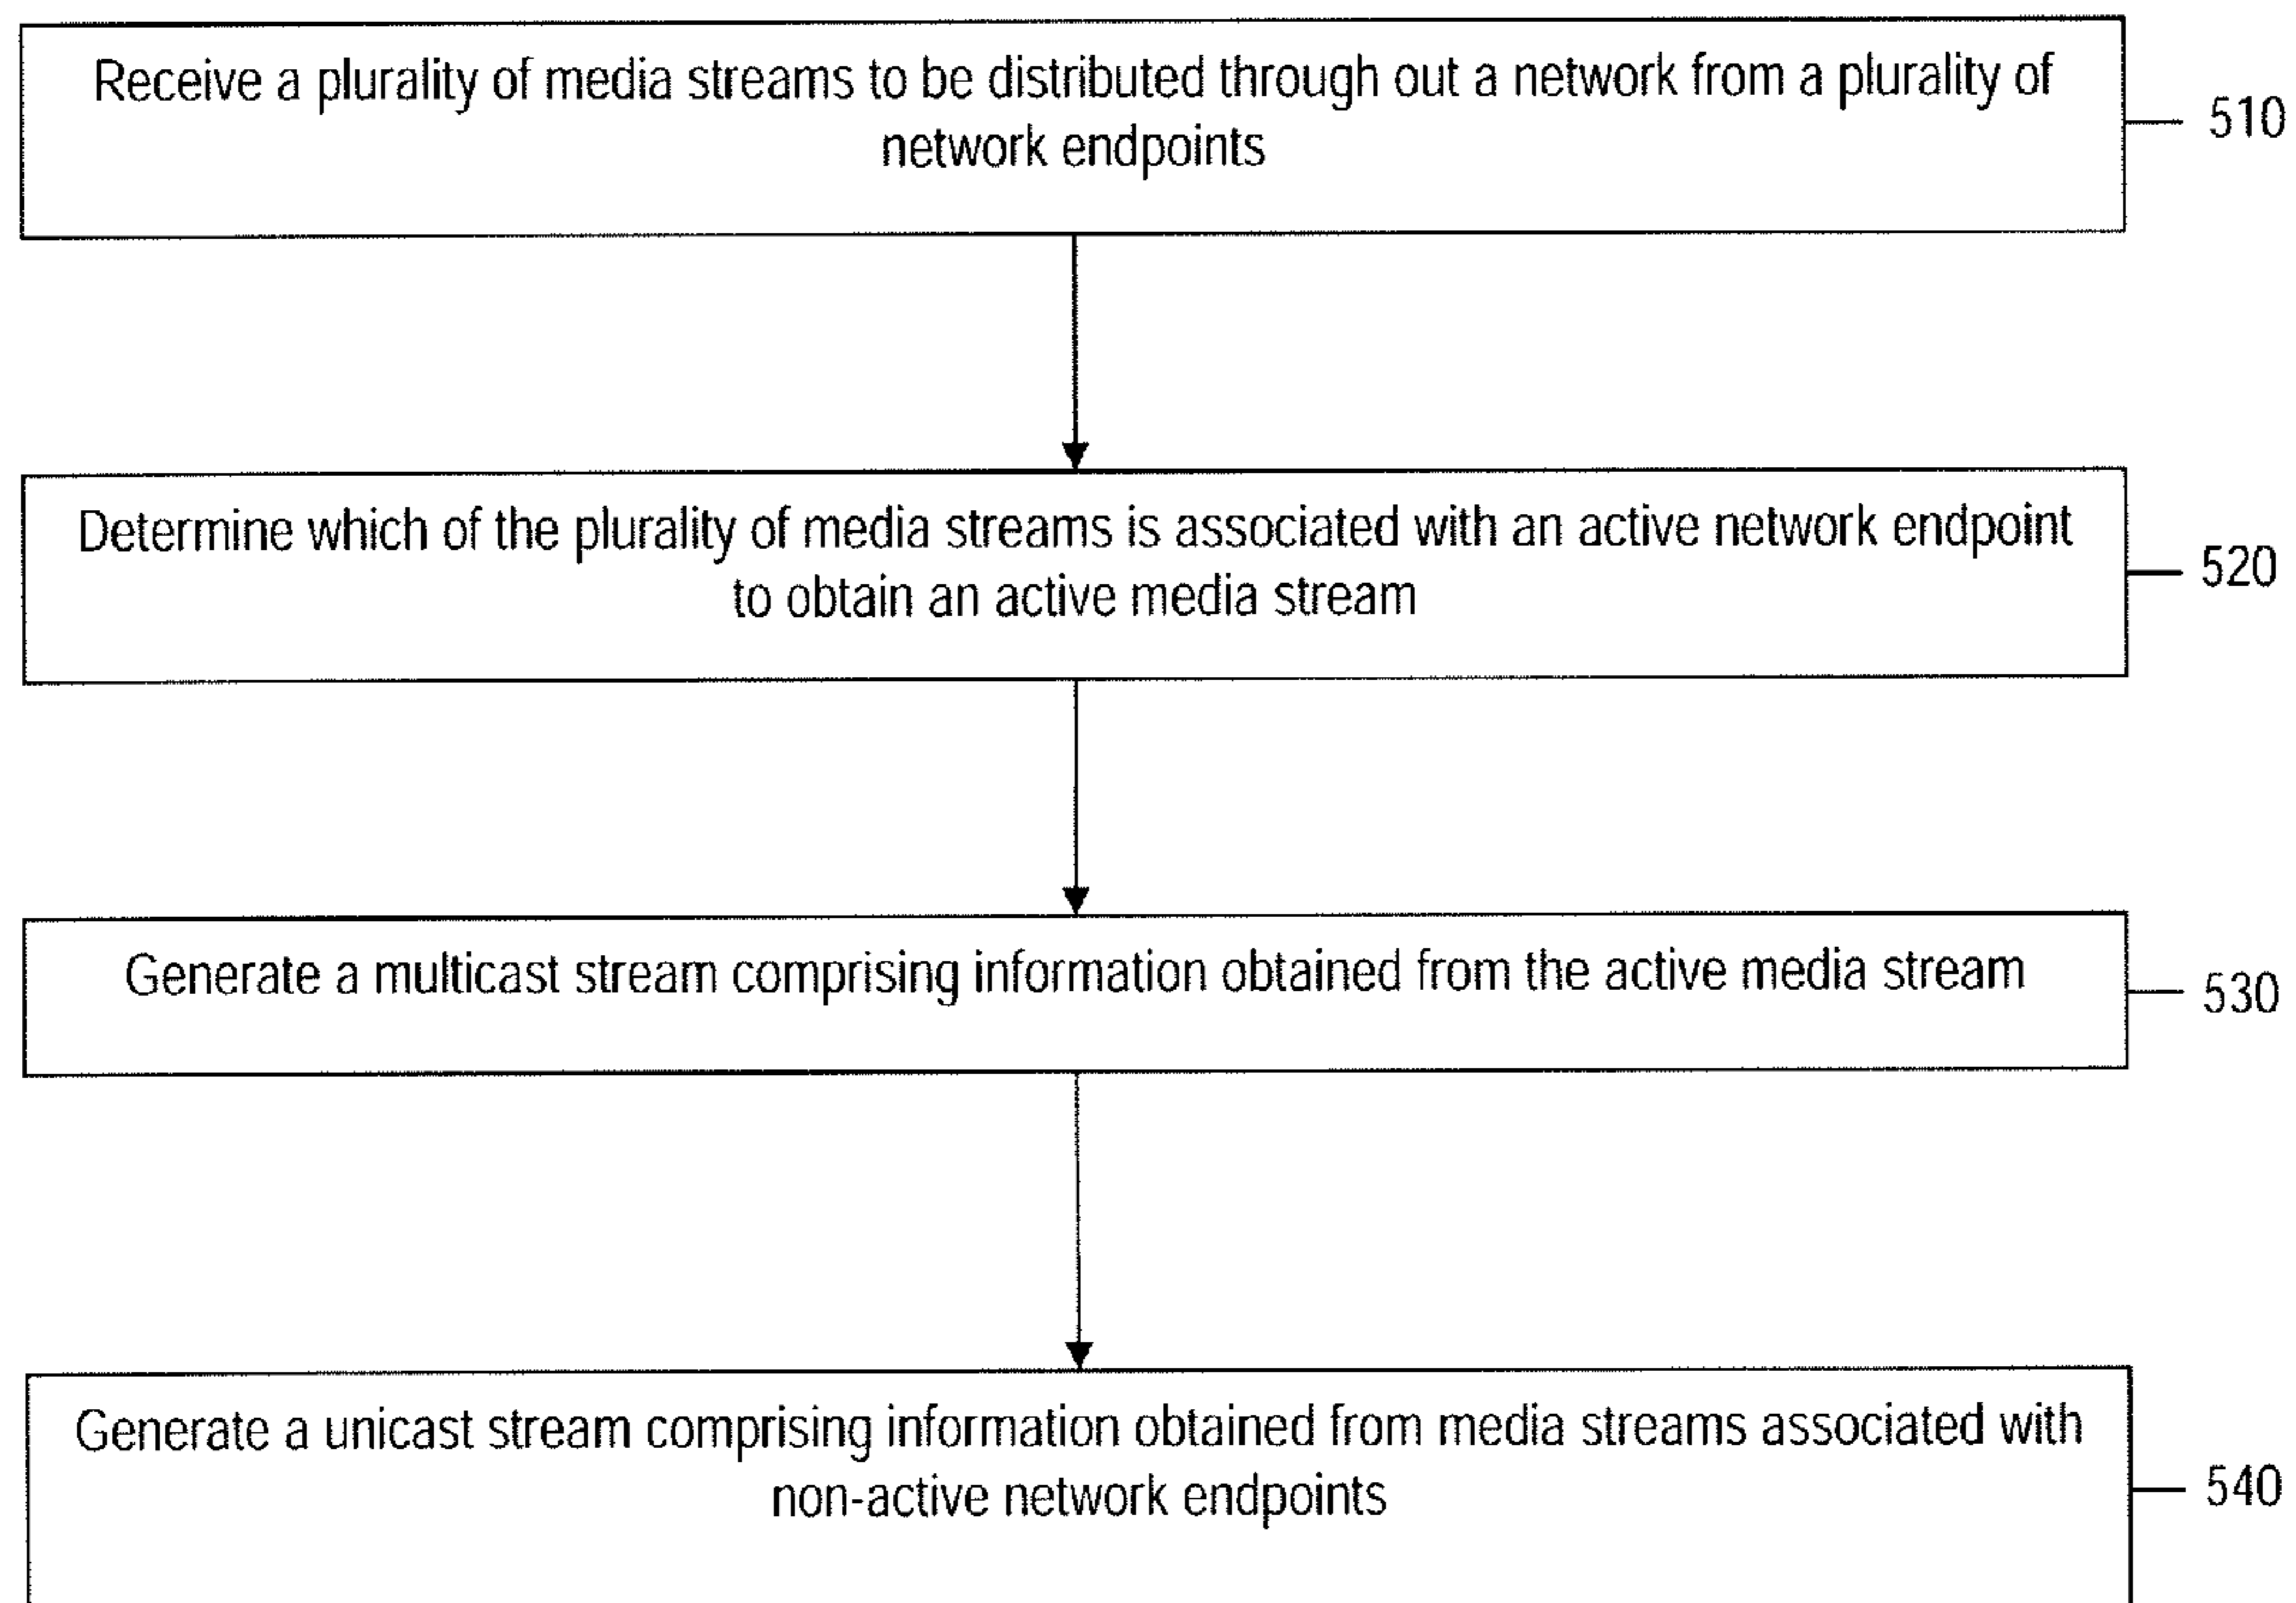 Receive a plurality of media streams to be distributed through out a network from a plurality of
network endpoints
510
Determine which of the plurality of media streams is associated with an active network endpoint
to obtain an active media stream
520
Generate a multicast stream comprising information obtained from the active media stream
530
Generate a unicast stream comprising information obtained from media streams associated with
non-active network endpoints
540